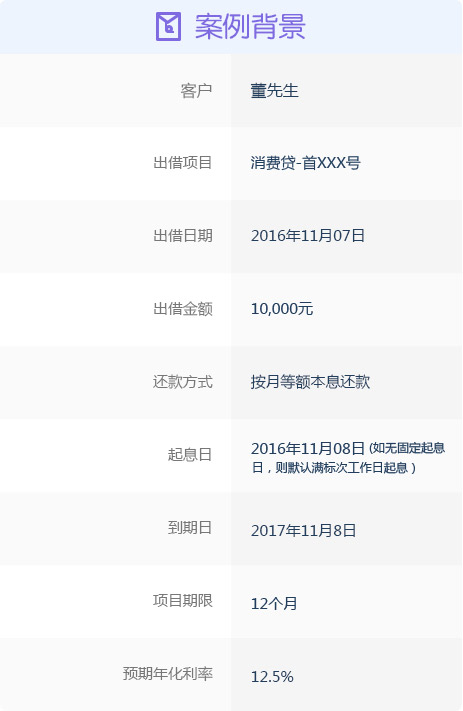 案例背景
客户 董先生
出借项目 消费贷-首XXX号
出借日期 2016年11月07日
出借金额 10,000元
还款方式 按月等额本息还款
起息日 2016年11月08日 (如无固定起息
日，则默认满标次工作日起息）
到期日 2017年11月8日
项目期限 12个月
预期年化利率 12.5%